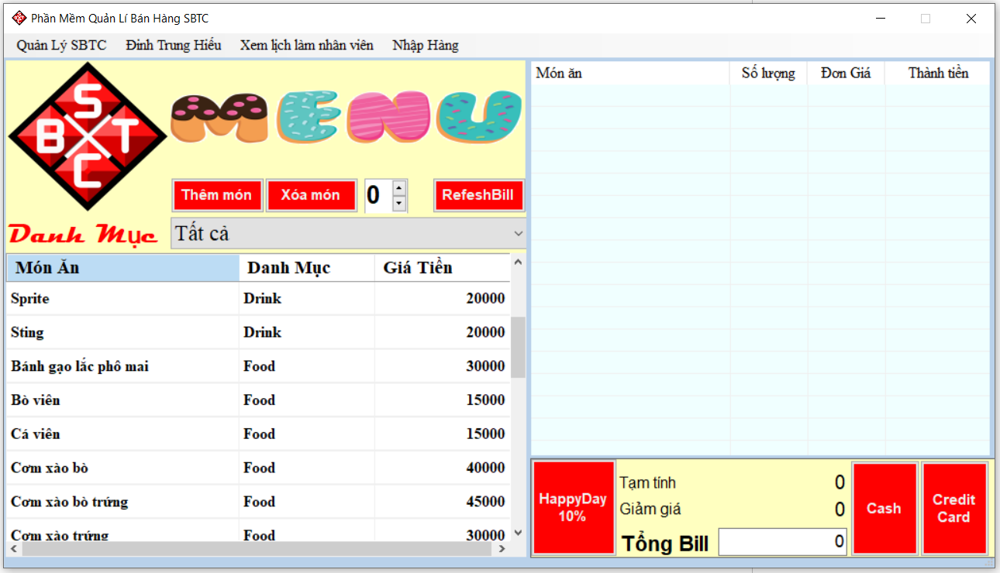 Phần Mềm Quản Lí Bán Hàng SBTC
Quản Lý SBTC Đinh Trung Hiếu Xem lịch làm nhân viên Nhập Hàng
S
B T
C
MENU
Thêm món Xóa món 0 RefeshBill
Danh Mục Tất cả
Món Ăn Danh Mục Giá Tiền
Sprite Drink 20000
Sting Drink 20000
Bánh gạo lắc phô mai Food 30000
Bò viên Food 15000
Cá viên Food 15000
Cơm xào bò Food 40000
Cơm xào bò trứng Food 45000
Cơm xào trứng Food 30000
Món ăn Số lượng Đơn Giá Thành tiền
HappyDay
10%
Tạm tính 0
Giảm giá 0
Tổng Bill 0
Cash
Credit
Card